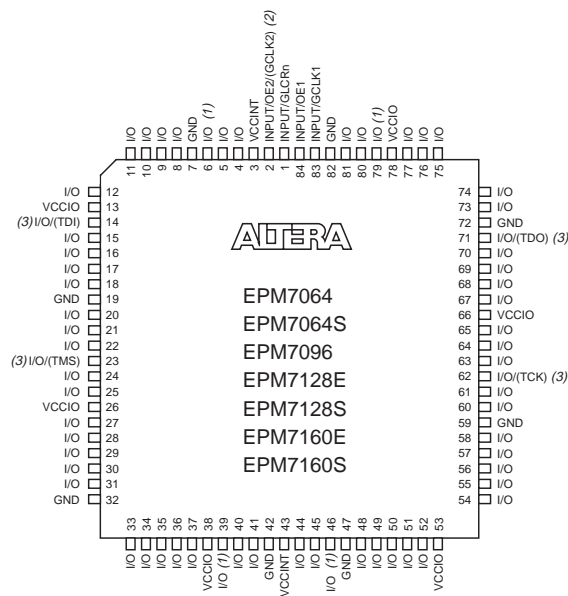 I/O
I/O
I/O
I/O
GND
I/O (1)
I/O
I/O
VCCINT
INPUT/OE2/(GCLK2) (2)
INPUT/GLCRn
INPUT/OE1
INPUT/GCLK1
GND
I/O
I/O
I/O (1)
VCCIO
I/O
I/O
I/O
11
10
9
8
7
6
5
4
3
2
1
84
83
82
81
80
79
78
77
76
75
I/O 12
VCCIO 13
(3) I/O/(TDI) 14
I/O 15
I/O 16
I/O 17
I/O 18
GND 19
I/O 20
I/O 21
I/O 22
(3) I/O/(TMS) 23
I/O 24
I/O 25
VCCIO 26
I/O 27
I/O 28
I/O 29
I/O 30
I/O 31
GND 32
ALTERA
EPM7064
EPM7064S
EPM7096
EPM7128E
EPM7128S
EPM7160E
EPM7160S
74 I/O
73 I/O
72 GND
71 I/O/(TDO) (3)
70 I/O
69 I/O
68 I/O
67 I/O
66 VCCIO
65 I/O
64 I/O
63 I/O
62 I/O/(TCK) (3)
61 I/O
60 I/O
59 GND
58 I/O
57 I/O
56 I/O
55 I/O
54 I/O
33
34
35
36
37
38
39
40
41
42
43
44
45
46
47
48
49
50
51
52
53
I/O
I/O
I/O
I/O
I/O
VCCIO
I/O (1)
I/O
I/O
GND
VCCINT
I/O
I/O
I/O (1)
GND
I/O
I/O
I/O
I/O
I/O
VCCIO